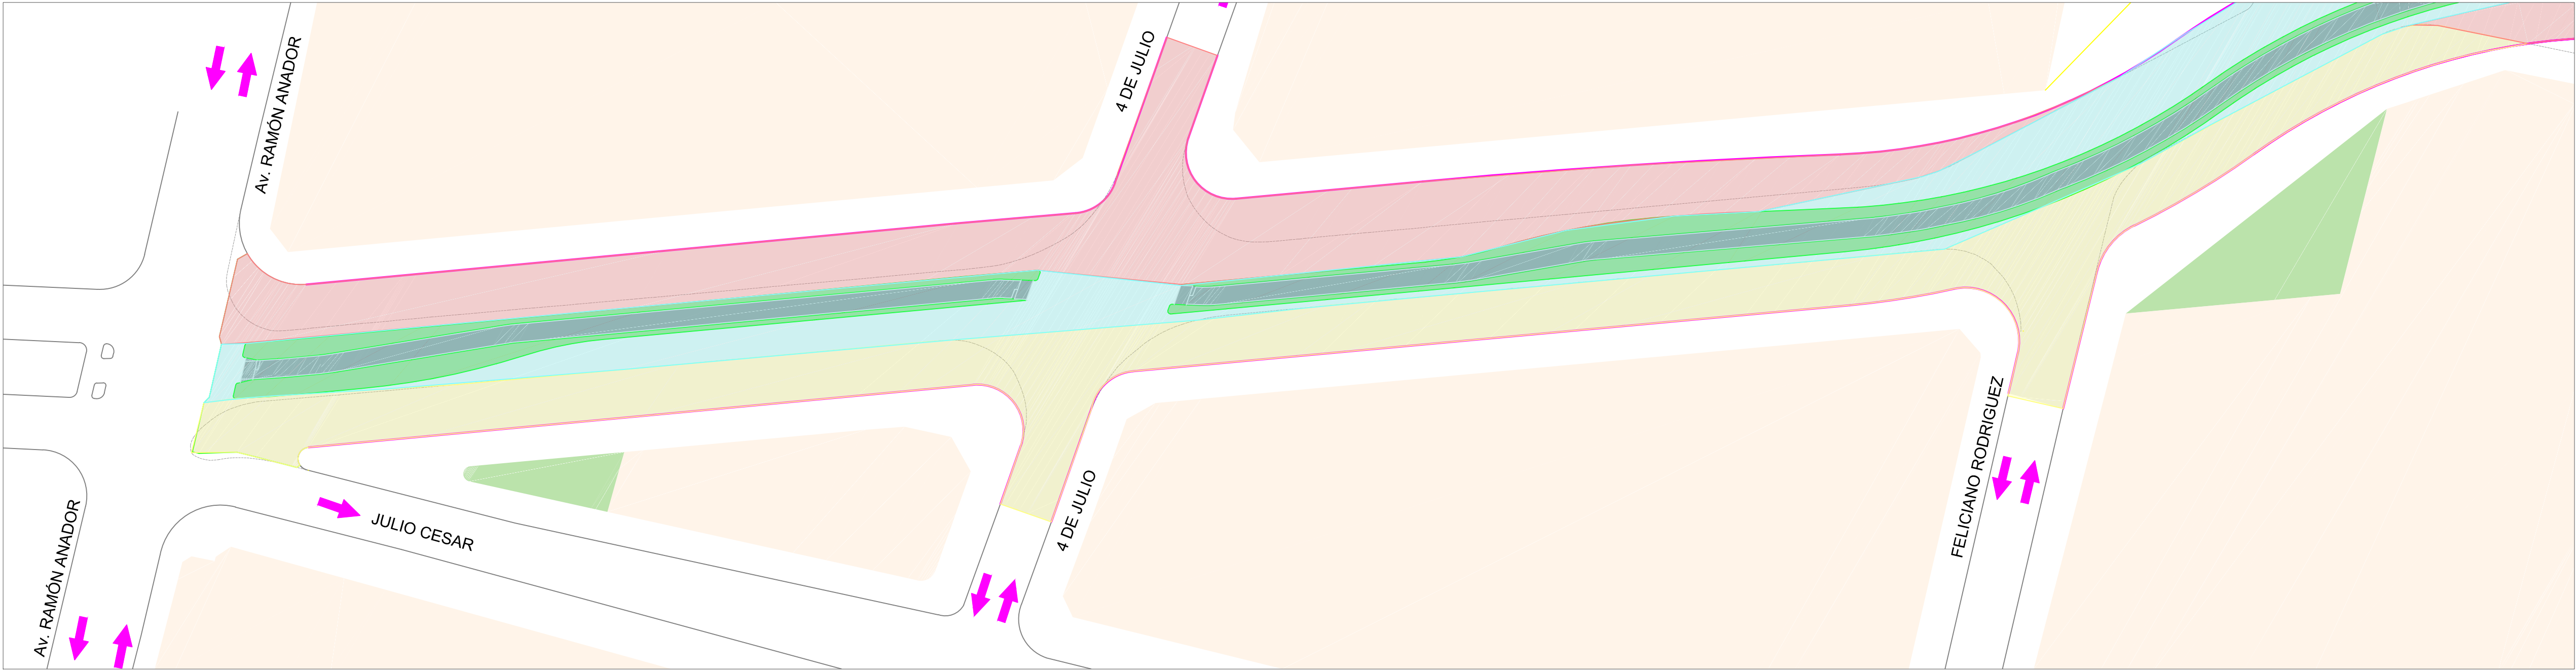 Av. RAMÓN ANADOR
4 DE JULIO
FELICIANO RODRIGUEZ
4 DE JULIO
JULIO CESAR
Av. RAMÓN ANADOR